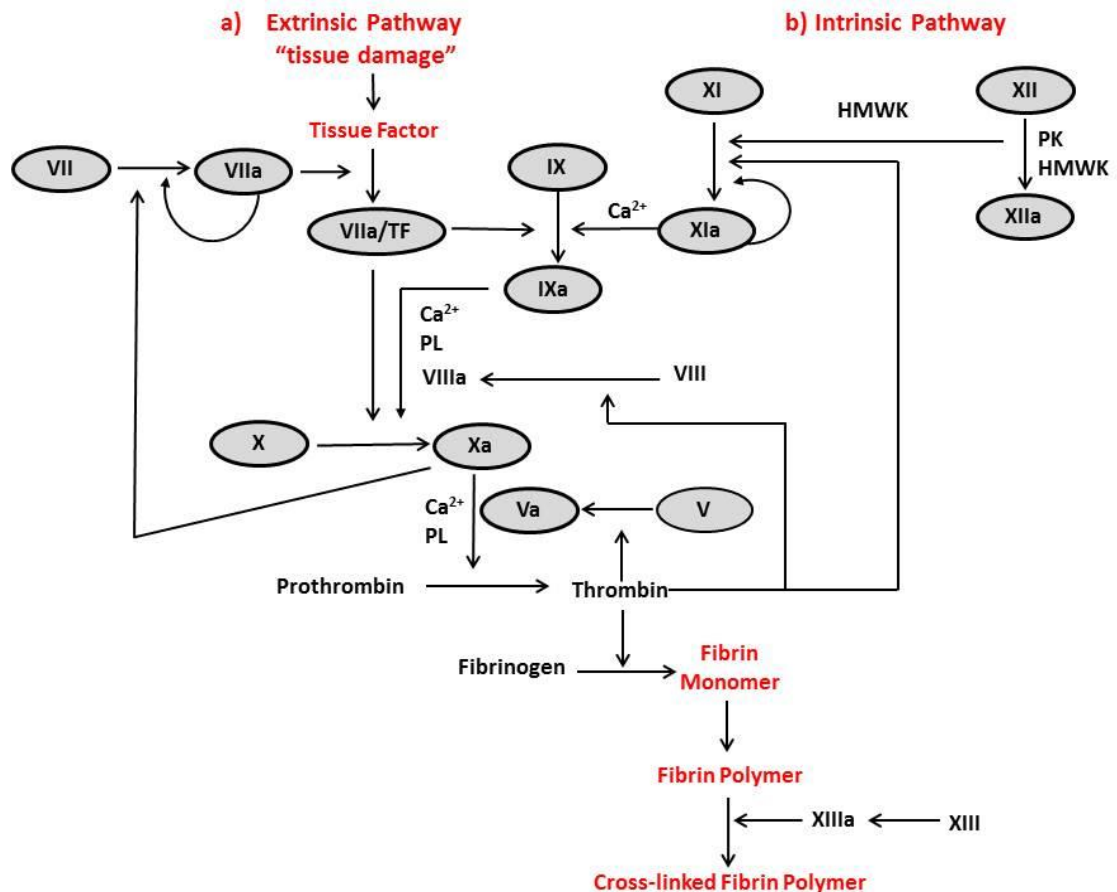 a) Extrinsic Pathway
“tissue damage”
b) Intrinsic Pathway
XI
XII
HMWK
PK
HMWK
Tissue Factor
VII
VIIa
IX
Ca²⁺
VIIa/TF
XIa
XIIa
IXa
Ca²⁺
PL
VIIIa
VIII
X
Xa
Ca²⁺
PL
Va
V
Prothrombin
Thrombin
Fibrinogen
Fibrin
Monomer
Fibrin Polymer
XIIIa
XIII
Cross-linked Fibrin Polymer